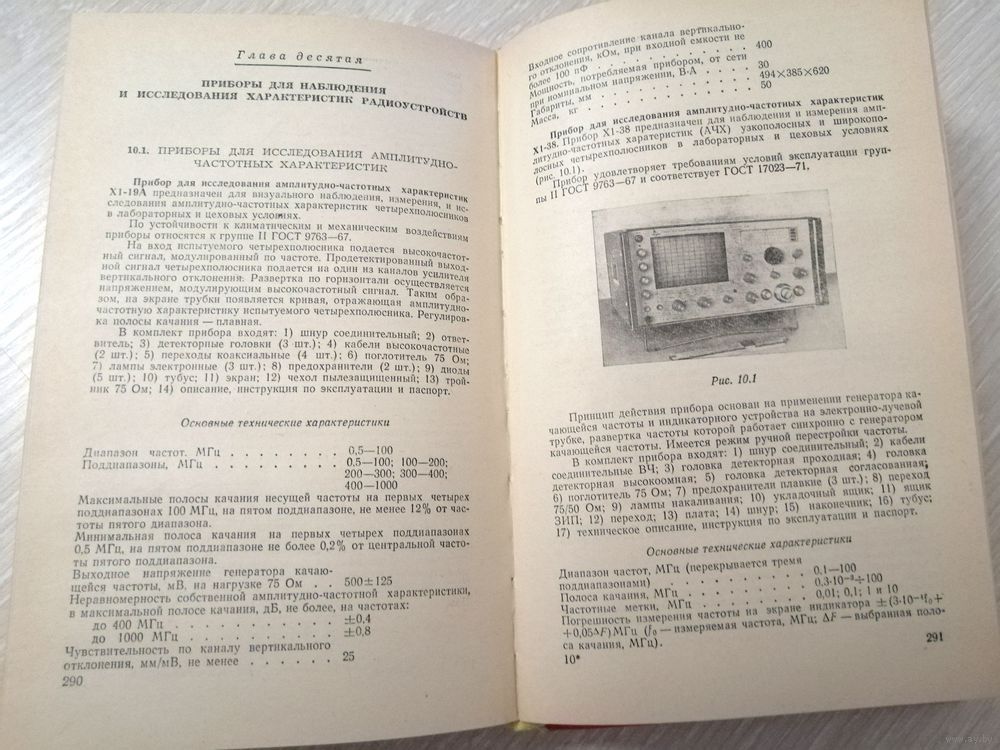 Глава десятая
ПРИБОРЫ ДЛЯ НАБЛЮДЕНИЯ
И ИССЛЕДОВАНИЯ ХАРАКТЕРИСТИК РАДИОУСТРОЙСТВ
10.1. ПРИБОРЫ ДЛЯ ИССЛЕДОВАНИЯ АМПЛИТУДНО-
ЧАСТОТНЫХ ХАРАКТЕРИСТИК
Прибор для исследования амплитудно-частотных характеристик
Х1-19А предназначен для визуального наблюдения, измерения, и ис-
следования амплитудно-частотных характеристик четырехполюсников
в лабораторных и цеховых условиях.
По устойчивости к климатическим и механическим воздействиям
приборы относятся к группе II ГОСТ 9763—67.
На вход испытуемого четырехполюсника подается высокочастот-
ный сигнал, модулированный по частоте. Продетектированный выход-
ной сигнал четырехполюсника подается на один из каналов усилителя
вертикального отклонения. Развертка по горизонтали осуществляется
напряжением, модулирующим высокочастотный сигнал. Таким обра-
зом, на экране трубки появляется кривая, отражающая амплитудно-
частотную характеристику испытуемого четырехполюсника. Регулиров-
ка полосы качания — плавная.
В комплект прибора входят: 1) шнур соединительный; 2) ответ-
витель; 3) детекторные головки (3 шт.); 4) кабели высокочастотные
(2 шт.); 5) переходы коаксиальные (4 шт.); 6) поглотитель 75 Ом;
7) лампы электронные (3 шт.); 8) предохранители (2 шт.); 9) диоды
(5 шт.); 10) тубус; 11) экран; 12) чехол пылезащищенный; 13) трой-
ник 75 Ом; 14) описание, инструкция по эксплуатации и паспорт.
Основные технические характеристики
Диапазон частот, МГц . . . . . . . . 0,5—100
Поддиапазоны, МГц . . . . . . . . . 0,5—100; 100—200;
200—300; 300—400;
400—1000
Максимальные полосы качания несущей частоты на первых четырех
поддиапазонах 100 МГц, на пятом поддиапазоне, не менее 12% от час-
тоты пятого диапазона.
Минимальная полоса качания на первых четырех поддиапазонах
0,5 МГц, на пятом поддиапазоне не более 0,2% от центральной часто-
ты пятого диапазона.
Выходное напряжение генератора качаю-
щейся частоты, мВ, на нагрузке 75 Ом . . 500±125
Неравномерность собственной амплитудно-частотной характеристики,
в максимальной полосе качания, дБ, не более, на частотах:
до 400 МГц . . . . . . . . . . . ±0,4
до 1000 МГц . . . . . . . . . . ±0,8
Чувствительность по каналу вертикального
отклонения, мм/мВ, не менее . . . . . . 25
290
Входное сопротивление канала вертикально-
го отклонения, кОм, при входной емкости не
более 100 пФ . . . . . . . . . . 400
Мощность, потребляемая прибором, от сети
при номинальном напряжении, В·А . . . . 30
Габариты, мм . . . . . . . . . . 494×385×620
Масса, кг . . . . . . . . . . . 50
Прибор для исследования амплитудно-частотных характеристик
Х1-38. Прибор Х1-38 предназначен для наблюдения и измерения амп-
литудно-частотных характеристик (АЧХ) узкополосных и широкопо-
лосных четырехполюсников в лабораторных и цеховых условиях
(рис. 10.1).
Прибор удовлетворяет требованиям условий эксплуатации груп-
пы II ГОСТ 9763—67 и соответствует ГОСТ 17023—71.
Рис. 10.1
Принцип действия прибора основан на применении генератора ка-
чающейся частоты и индикаторного устройства на электронно-лучевой
трубке, развертка частоты которой работает синхронно с генератором
качающейся частоты. Имеется режим ручной перестройки частоты.
В комплект прибора входят: 1) шнур соединительный; 2) кабели
соединительные ВЧ; 3) головка детекторная проходная; 4) головка
детекторная высокоомная; 5) головка детекторная согласованная;
6) поглотитель 75 Ом; 7) предохранители плавкие (3 шт.); 8) переход
75/50 Ом; 9) лампы накаливания; 10) укладочный ящик; 11) ящик
ЗИП; 12) переход; 13) плата; 14) шнур; 15) наконечник; 16) тубус;
17) техническое описание, инструкция по эксплуатации и паспорт.
Основные технические характеристики
Диапазон частот, МГц (перекрывается тремя
поддиапазонами) . . . . . . . . . 0,1—100
Полоса качания, МГц . . . . . . . . 0,3·10⁻³÷100
Частотные метки, МГц . . . . . . . . 0,01; 0,1; 1 и 10
Погрешность измерения частоты на экране индикатора ±(3·10⁻⁴f₀+
+0,05ΔF) МГц (f₀ — измеряемая частота, МГц; ΔF — выбранная поло-
са качания, МГц).
10*
291
www.ay.by